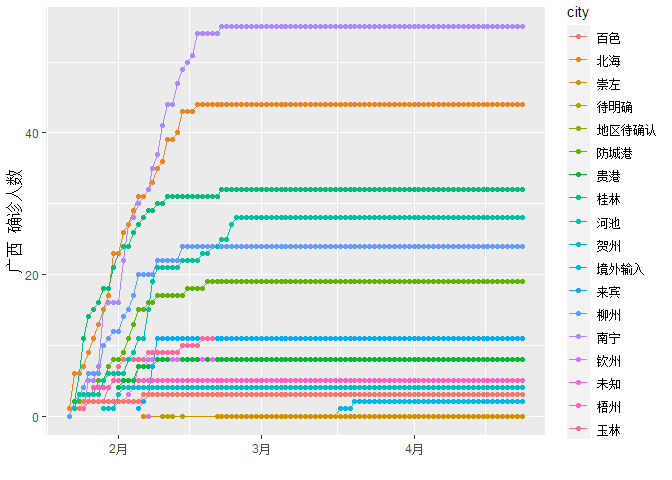 city
百色
北海
崇左
待明确
地区待确认
防城港
贵港
桂林
河池
贺州
境外输入
来宾
柳州
南宁
钦州
未知
梧州
玉林
广西 确诊人数
40
20
0
2月
3月
4月